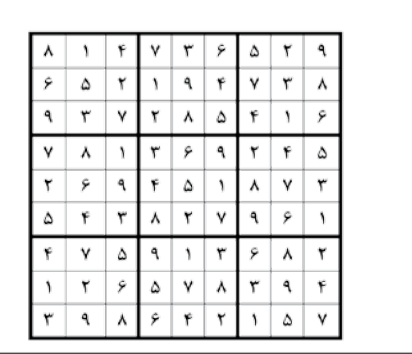 ۸ ۱ ۴ ۷ ۳ ۶ ۵ ۲ ۹
۶ ۵ ۲ ۱ ۹ ۴ ۷ ۳ ۸
۹ ۳ ۷ ۲ ۸ ۵ ۴ ۱ ۶
۷ ۸ ۱ ۳ ۶ ۹ ۲ ۴ ۵
۲ ۶ ۹ ۴ ۵ ۱ ۸ ۷ ۳
۵ ۴ ۳ ۸ ۲ ۷ ۹ ۶ ۱
۴ ۷ ۵ ۹ ۱ ۳ ۶ ۸ ۲
۱ ۲ ۶ ۵ ۷ ۸ ۳ ۹ ۴
۳ ۹ ۸ ۶ ۴ ۲ ۱ ۵ ۷